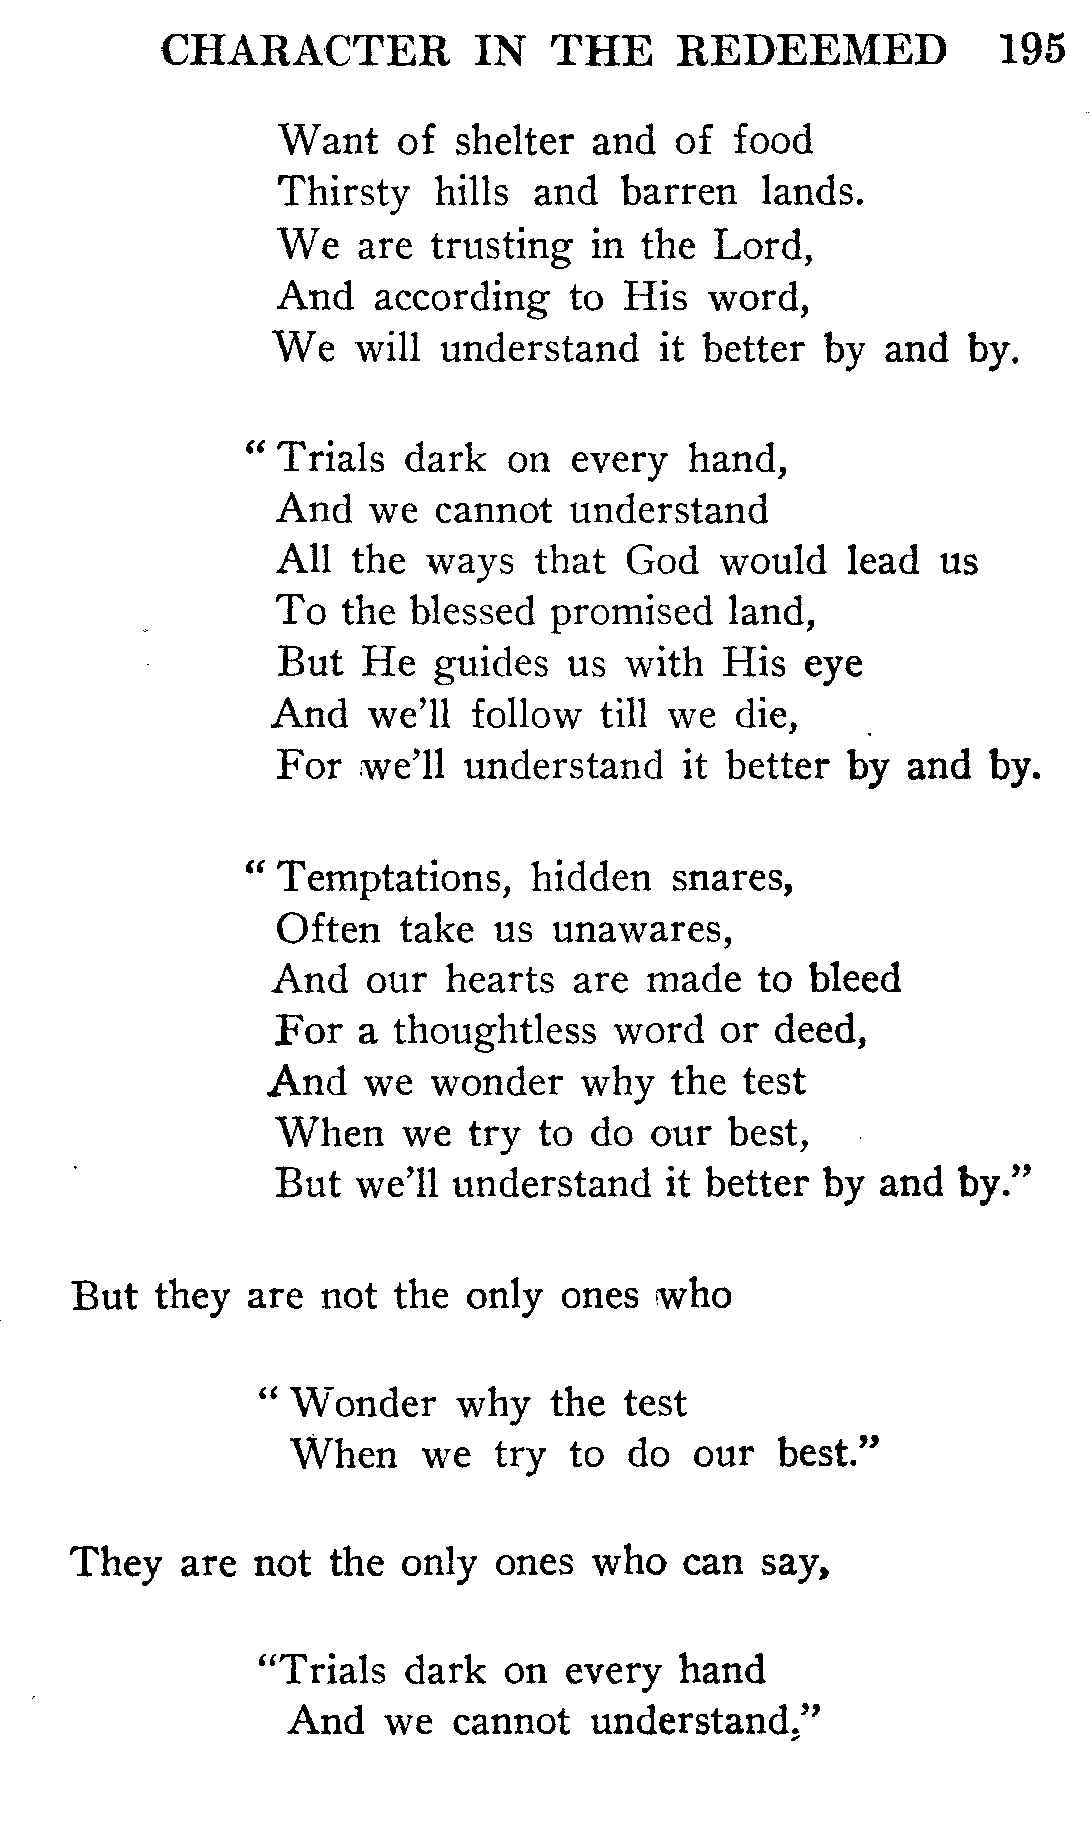 CHARACTER IN THE REDEEMED 195
Want of shelter and of food
Thirsty hills and barren lands.
We are trusting in the Lord,
And according to His word,
We will understand it better by and by.
“ Trials dark on every hand,
And we cannot understand
All the ways that God would lead us
To the blessed promised land,
But He guides us with His eye
And we’ll follow till we die,
For we’ll understand it better by and by.
“ Temptations, hidden snares,
Often take us unawares,
And our hearts are made to bleed
For a thoughtless word or deed,
And we wonder why the test
When we try to do our best,
But we’ll understand it better by and by.”
But they are not the only ones who
“ Wonder why the test
When we try to do our best.”
They are not the only ones who can say,
“Trials dark on every hand
And we cannot understand.”